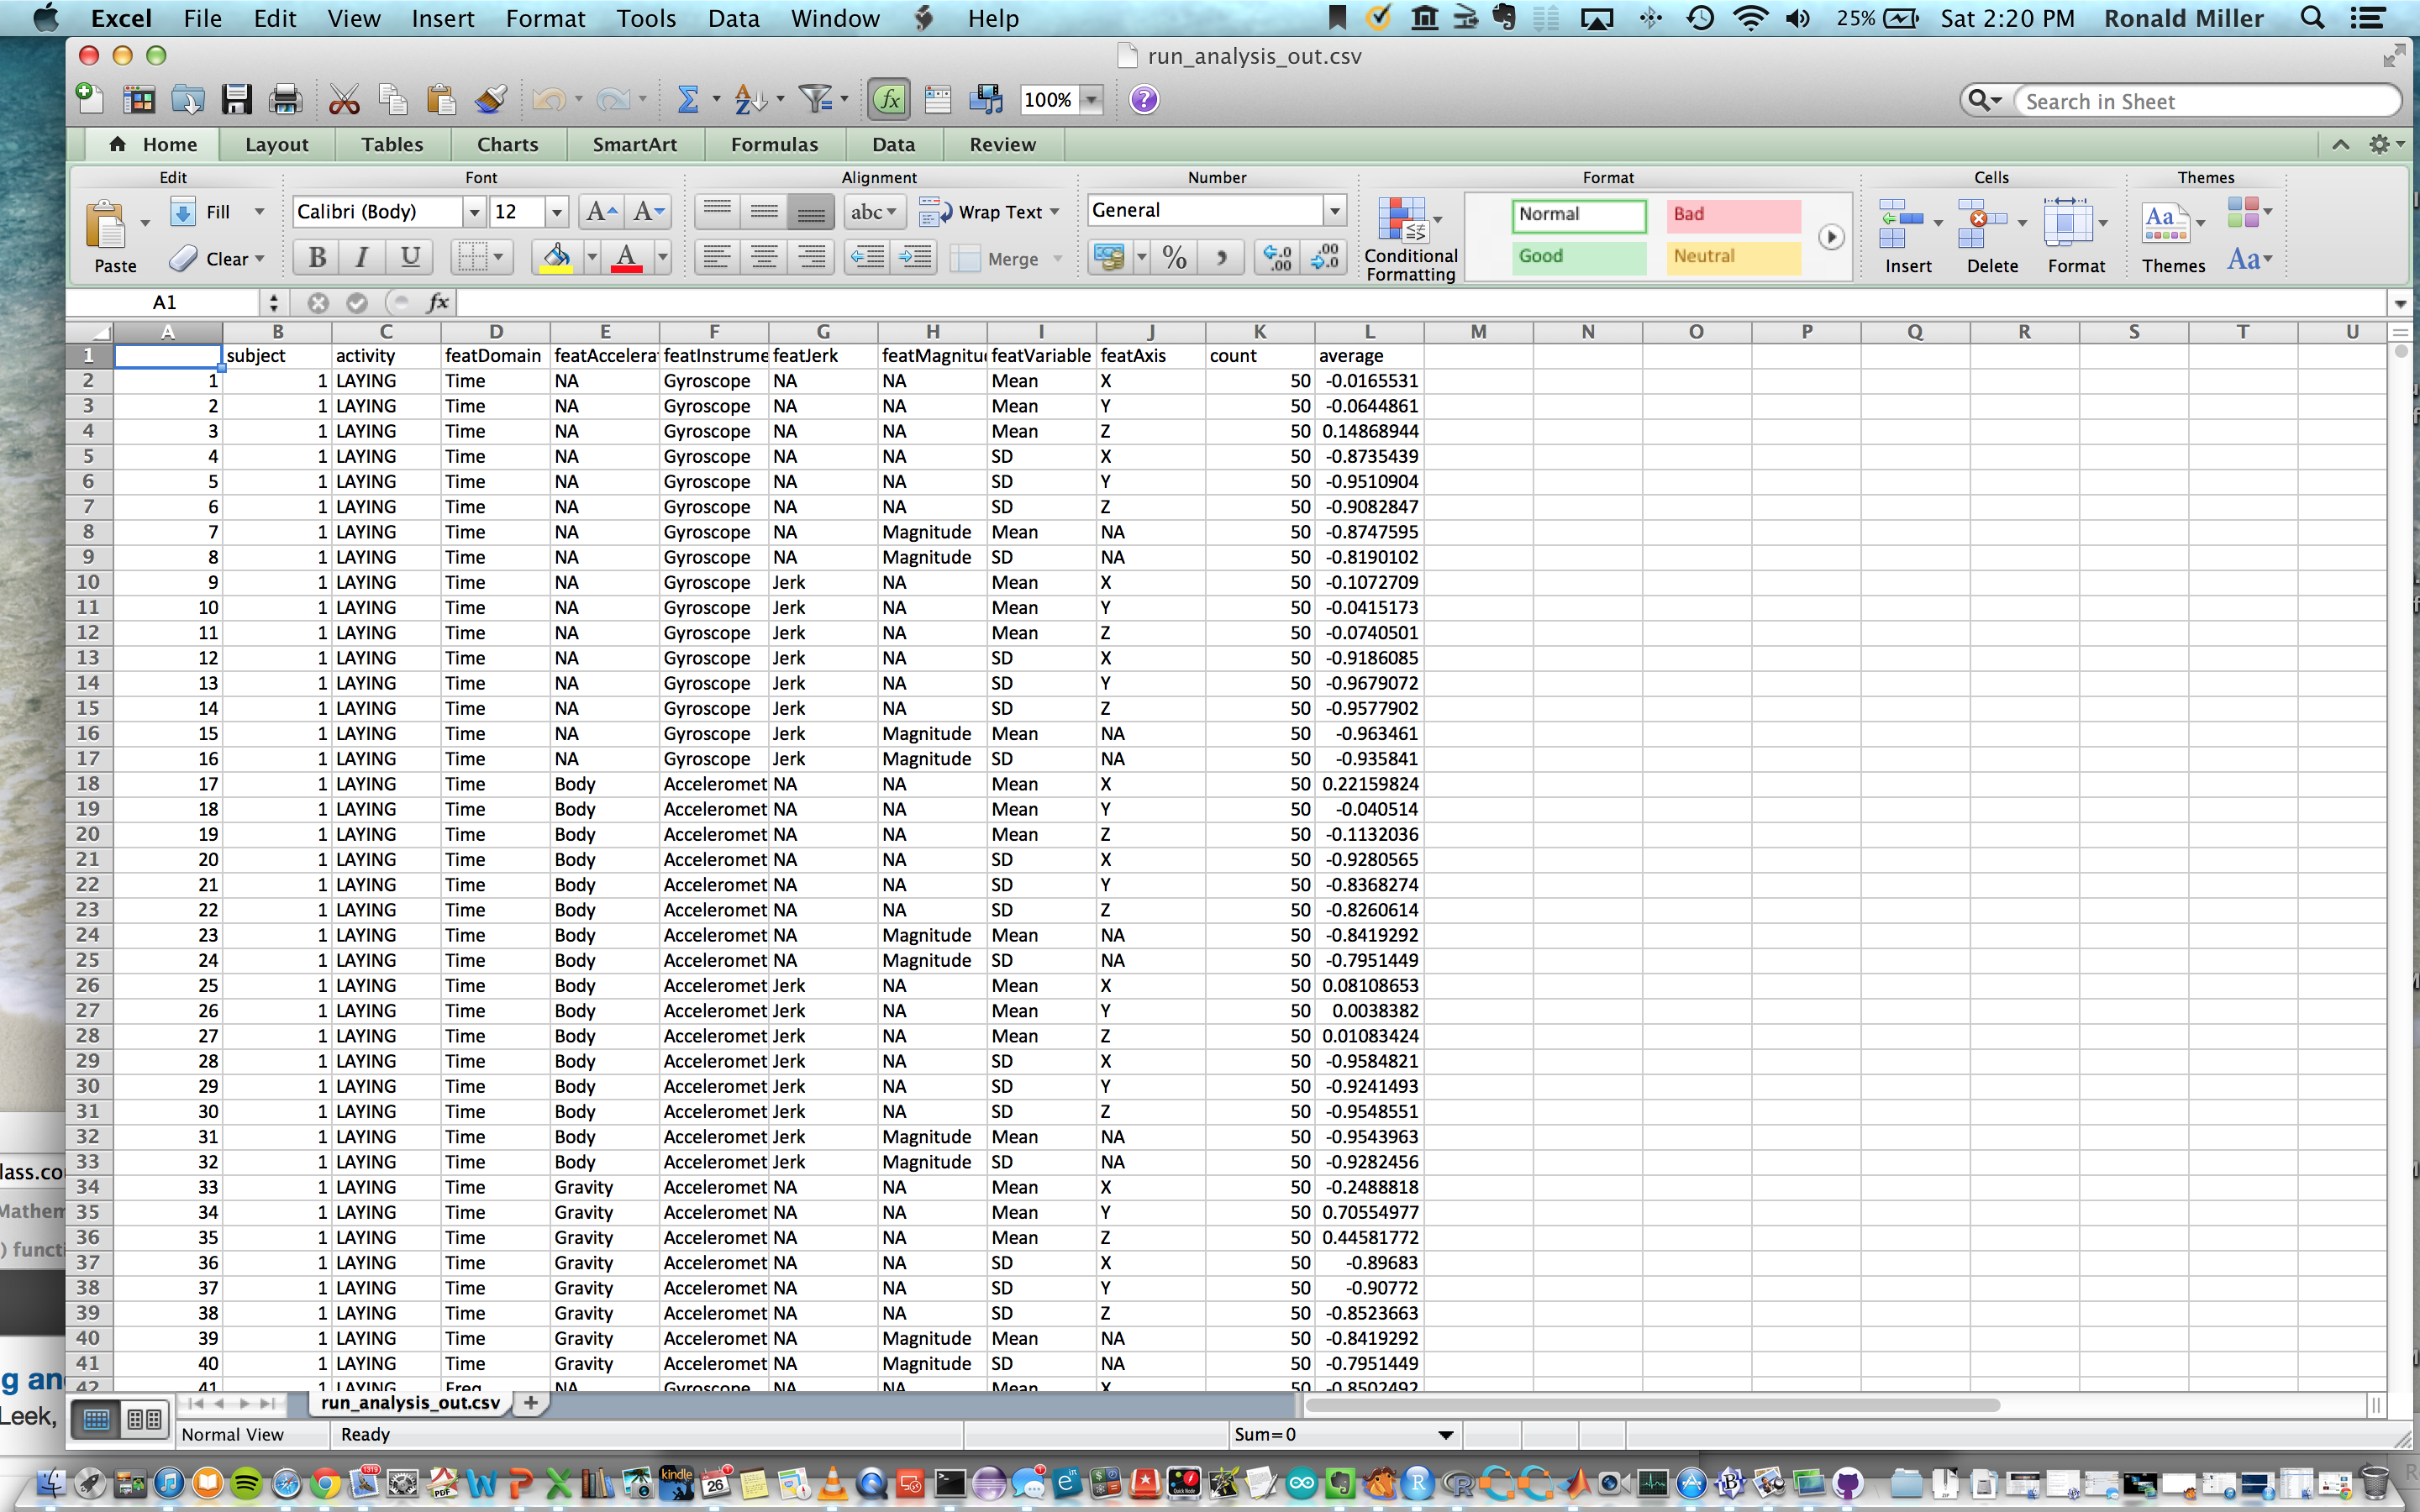 Excel File Edit View Insert Format Tools Data Window Help 25% Sat 2:20 PM Ronald Miller
run_analysis_out.csv
100% Search in Sheet
Home Layout Tables Charts SmartArt Formulas Data Review
Edit Font Alignment Number Format Cells Themes
Fill Calibri (Body) 12 abc Wrap Text General Normal Bad
Paste Clear B I U A Merge % Conditional Formatting Good Neutral Insert Delete Format Themes Aa
A1 fx
A B C D E F G H I J K L M N O P Q R S T U
1 subject activity featDomain featAccelerat featInstrume featJerk featMagnitud featVariable featAxis count average
2 1 1 LAYING Time NA Gyroscope NA NA Mean X 50 -0.0165531
3 2 1 LAYING Time NA Gyroscope NA NA Mean Y 50 -0.0644861
4 3 1 LAYING Time NA Gyroscope NA NA Mean Z 50 0.14868944
5 4 1 LAYING Time NA Gyroscope NA NA SD X 50 -0.8735439
6 5 1 LAYING Time NA Gyroscope NA NA SD Y 50 -0.9510904
7 6 1 LAYING Time NA Gyroscope NA NA SD Z 50 -0.9082847
8 7 1 LAYING Time NA Gyroscope NA Magnitude Mean NA 50 -0.8747595
9 8 1 LAYING Time NA Gyroscope NA Magnitude SD NA 50 -0.8190102
10 9 1 LAYING Time NA Gyroscope Jerk NA Mean X 50 -0.1072709
11 10 1 LAYING Time NA Gyroscope Jerk NA Mean Y 50 -0.0415173
12 11 1 LAYING Time NA Gyroscope Jerk NA Mean Z 50 -0.0740501
13 12 1 LAYING Time NA Gyroscope Jerk NA SD X 50 -0.9186085
14 13 1 LAYING Time NA Gyroscope Jerk NA SD Y 50 -0.9679072
15 14 1 LAYING Time NA Gyroscope Jerk NA SD Z 50 -0.9577902
16 15 1 LAYING Time NA Gyroscope Jerk Magnitude Mean NA 50 -0.963461
17 16 1 LAYING Time NA Gyroscope Jerk Magnitude SD NA 50 -0.935841
18 17 1 LAYING Time Body Acceleromet NA NA Mean X 50 0.22159824
19 18 1 LAYING Time Body Acceleromet NA NA Mean Y 50 -0.040514
20 19 1 LAYING Time Body Acceleromet NA NA Mean Z 50 -0.1132036
21 20 1 LAYING Time Body Acceleromet NA NA SD X 50 -0.9280565
22 21 1 LAYING Time Body Acceleromet NA NA SD Y 50 -0.8368274
23 22 1 LAYING Time Body Acceleromet NA NA SD Z 50 -0.8260614
24 23 1 LAYING Time Body Acceleromet NA Magnitude Mean NA 50 -0.8419292
25 24 1 LAYING Time Body Acceleromet NA Magnitude SD NA 50 -0.7951449
26 25 1 LAYING Time Body Acceleromet Jerk NA Mean X 50 0.08108653
27 26 1 LAYING Time Body Acceleromet Jerk NA Mean Y 50 0.0038382
28 27 1 LAYING Time Body Acceleromet Jerk NA Mean Z 50 0.01083424
29 28 1 LAYING Time Body Acceleromet Jerk NA SD X 50 -0.9584821
30 29 1 LAYING Time Body Acceleromet Jerk NA SD Y 50 -0.9241493
31 30 1 LAYING Time Body Acceleromet Jerk NA SD Z 50 -0.9548551
32 31 1 LAYING Time Body Acceleromet Jerk Magnitude Mean NA 50 -0.9543963
33 32 1 LAYING Time Body Acceleromet Jerk Magnitude SD NA 50 -0.9282456
34 33 1 LAYING Time Gravity Acceleromet NA NA Mean X 50 -0.2488818
35 34 1 LAYING Time Gravity Acceleromet NA NA Mean Y 50 0.70554977
36 35 1 LAYING Time Gravity Acceleromet NA NA Mean Z 50 0.44581772
37 36 1 LAYING Time Gravity Acceleromet NA NA SD X 50 -0.89683
38 37 1 LAYING Time Gravity Acceleromet NA NA SD Y 50 -0.90772
39 38 1 LAYING Time Gravity Acceleromet NA NA SD Z 50 -0.8523663
40 39 1 LAYING Time Gravity Acceleromet NA Magnitude Mean NA 50 -0.8419292
41 40 1 LAYING Time Gravity Acceleromet NA Magnitude SD NA 50 -0.7951449
42 41 1 LAYING Freq NA Gyroscope NA NA Mean X 50 -0.8502492
run_analysis_out.csv
Normal View Ready Sum=0
lass.co
Mathem
) functi
g an
Leek,